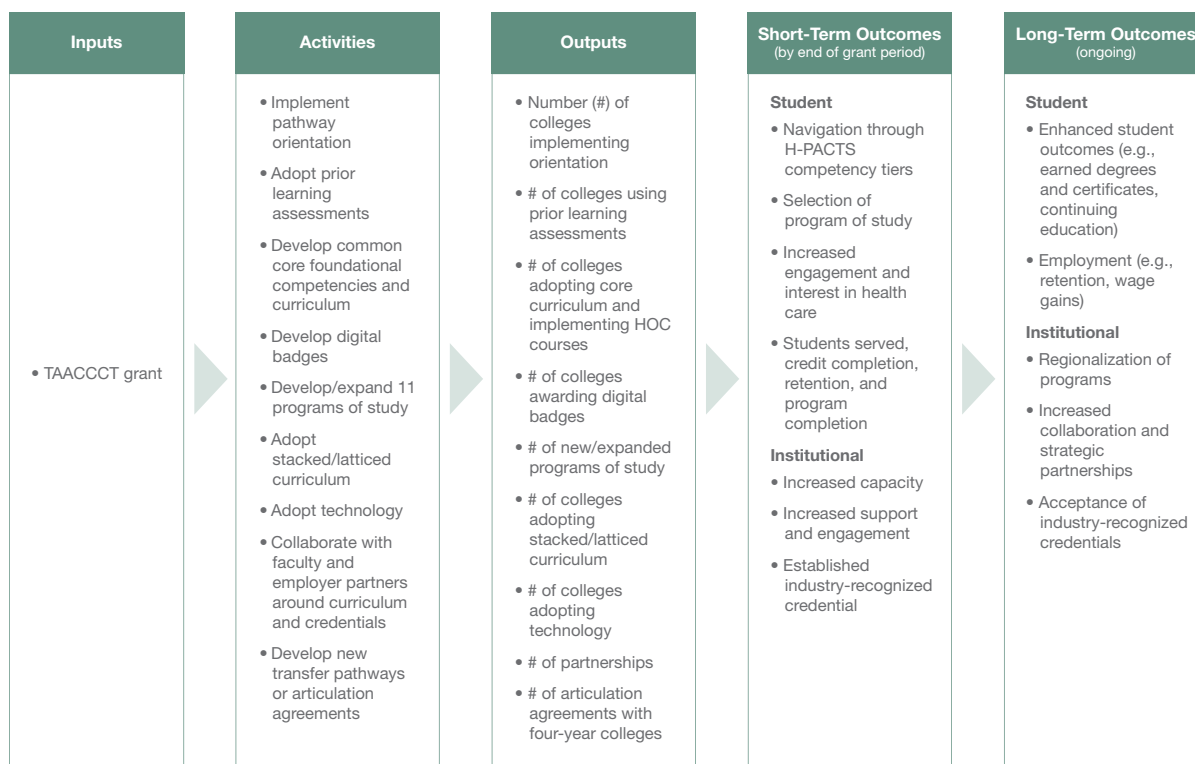 Inputs
• TAACCCT grant
Activities
• Implement
pathway
orientation
• Adopt prior
learning
assessments
• Develop common
core foundational
competencies and
curriculum
• Develop digital
badges
• Develop/expand 11
programs of study
• Adopt
stacked/latticed
curriculum
• Adopt technology
• Collaborate with
faculty and
employer partners
around curriculum
and credentials
• Develop new
transfer pathways
or articulation
agreements
Outputs
• Number (#) of
colleges
implementing
orientation
• # of colleges using
prior learning
assessments
• # of colleges
adopting core
curriculum and
implementing HOC
courses
• # of colleges
awarding digital
badges
• # of new/expanded
programs of study
• # of colleges
adopting
stacked/latticed
curriculum
• # of colleges
adopting
technology
• # of partnerships
• # of articulation
agreements with
four-year colleges
Short-Term Outcomes
(by end of grant period)
Student
• Navigation through
H-PACTS
competency tiers
• Selection of
program of study
• Increased
engagement and
interest in health
care
• Students served,
credit completion,
retention, and
program
completion
Institutional
• Increased capacity
• Increased support
and engagement
• Established
industry-recognized
credential
Long-Term Outcomes
(ongoing)
Student
• Enhanced student
outcomes (e.g.,
earned degrees
and certificates,
continuing
education)
• Employment (e.g.,
retention, wage
gains)
Institutional
• Regionalization of
programs
• Increased
collaboration and
strategic
partnerships
• Acceptance of
industry-recognized
credentials